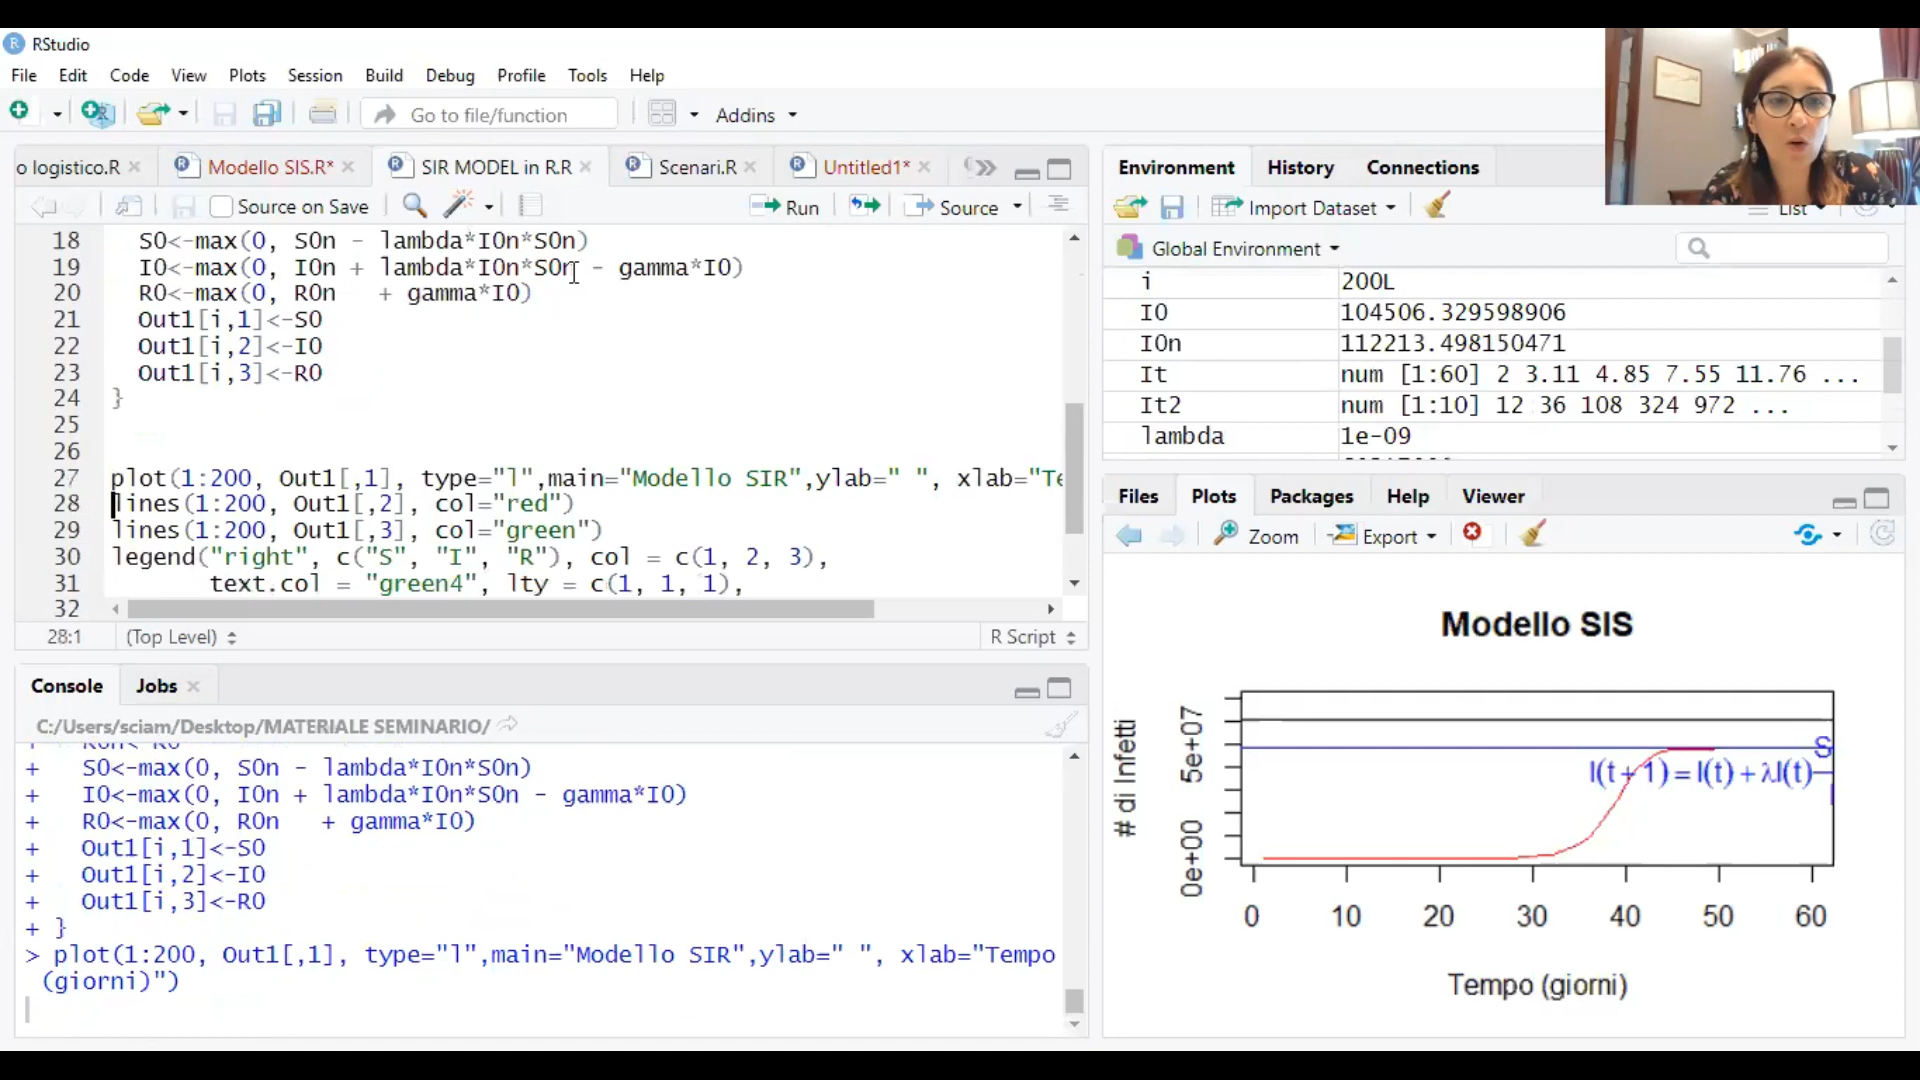 RStudio
File Edit Code View Plots Session Build Debug Profile Tools Help
Go to file/function Addins
o logistico.R Modello SIS.R* SIR MODEL in R.R Scenari.R Untitled1*
Source on Save Run Source
18 S0<-max(0, S0n - lambda*I0n*S0n)
19 I0<-max(0, I0n + lambda*I0n*S0n - gamma*I0)
20 R0<-max(0, R0n + gamma*I0)
21 Out1[i,1]<-S0
22 Out1[i,2]<-I0
23 Out1[i,3]<-R0
24 }
25
26
27 plot(1:200, Out1[,1], type="l",main="Modello SIR",ylab=" ", xlab="Te
28 lines(1:200, Out1[,2], col="red")
29 lines(1:200, Out1[,3], col="green")
30 legend("right", c("S", "I", "R"), col = c(1, 2, 3),
31 text.col = "green4", lty = c(1, 1, 1),
32
28:1 (Top Level) R Script
Console Jobs
C:/Users/sciam/Desktop/MATERIALE SEMINARIO/
+ R0n<-R0
+ S0<-max(0, S0n - lambda*I0n*S0n)
+ I0<-max(0, I0n + lambda*I0n*S0n - gamma*I0)
+ R0<-max(0, R0n + gamma*I0)
+ Out1[i,1]<-S0
+ Out1[i,2]<-I0
+ Out1[i,3]<-R0
+ }
> plot(1:200, Out1[,1], type="l",main="Modello SIR",ylab=" ", xlab="Tempo
(giorni)")
Environment History Connections
Import Dataset List
Global Environment
i 200L
I0 104506.329598906
I0n 112213.498150471
It num [1:60] 2 3.11 4.85 7.55 11.76 ...
It2 num [1:10] 12 36 108 324 972 ...
lambda 1e-09
Files Plots Packages Help Viewer
Zoom Export
Modello SIS
# di Infetti
5e+07
0e+00
S
I(t+1)=I(t)+λI(t)
0 10 20 30 40 50 60
Tempo (giorni)